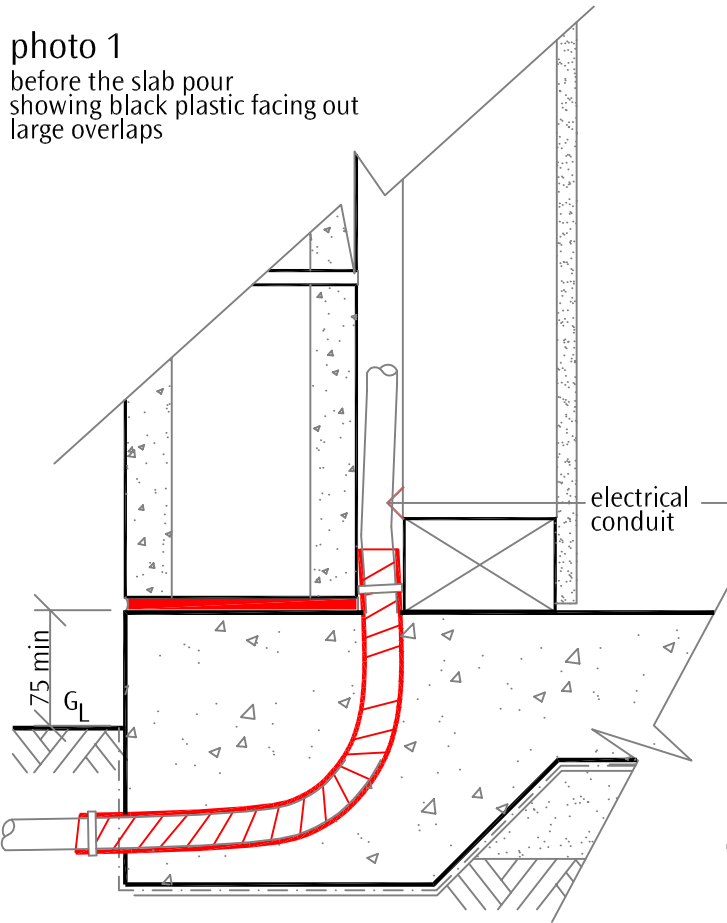 photo 1
before the slab pour
showing black plastic facing out
large overlaps
electrical
conduit
75 min
GL